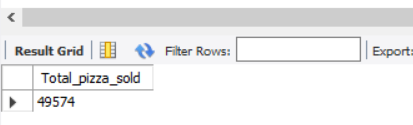 Result Grid Filter Rows: Export:
Total_pizza_sold
49574